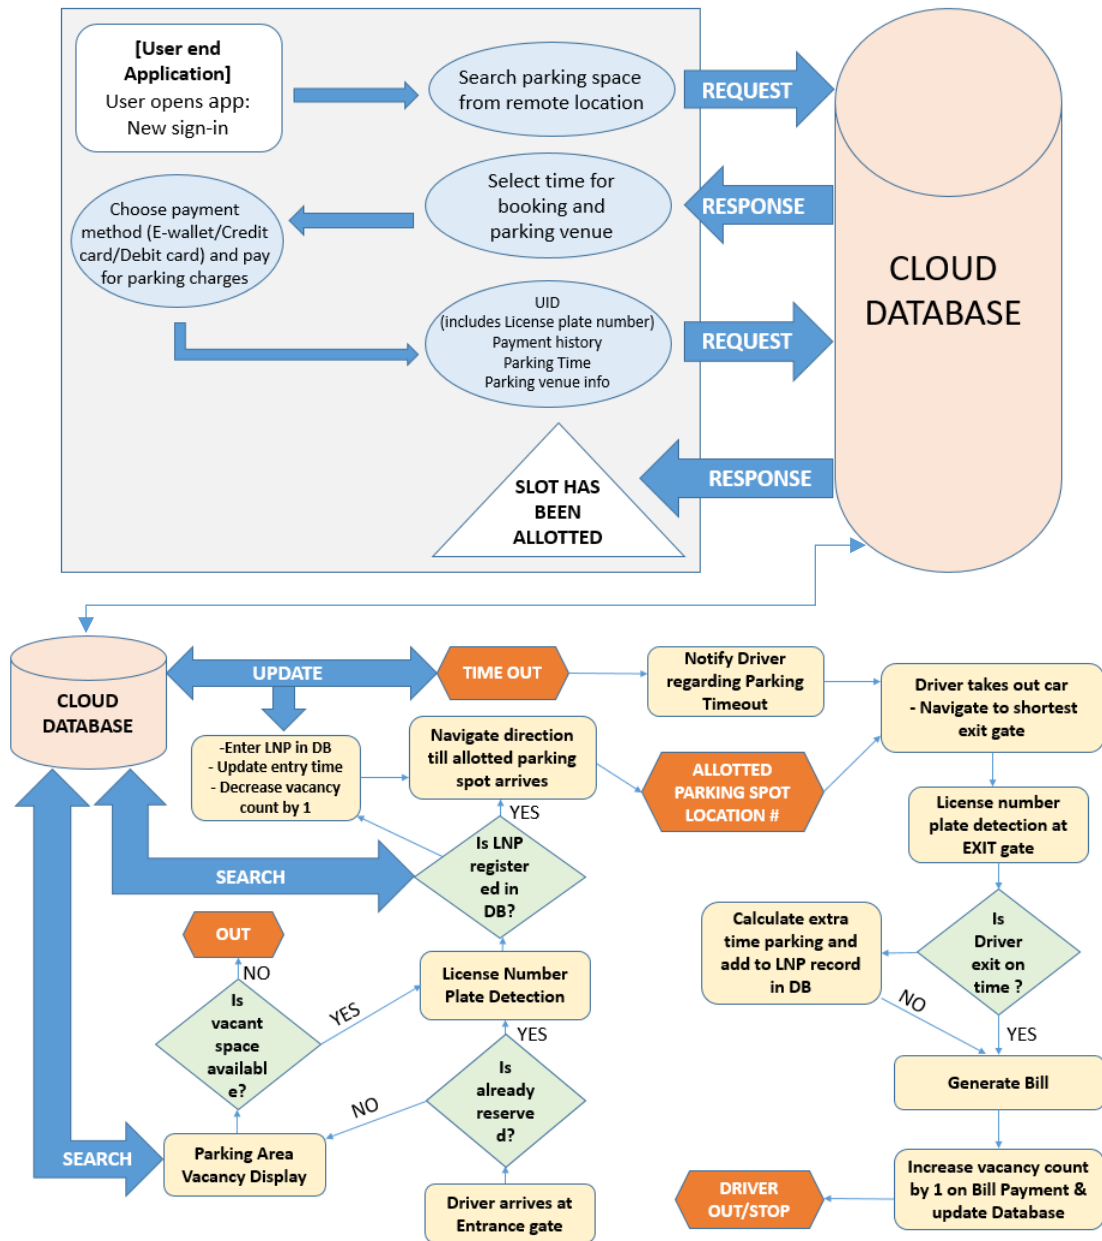 [User end
Application]
User opens app:
New sign-in
Search parking space
from remote location
REQUEST
Select time for
booking and
parking venue
RESPONSE
Choose payment
method (E-wallet/Credit
card/Debit card) and pay
for parking charges
UID
(includes License plate number)
Payment history
Parking Time
Parking venue info
REQUEST
CLOUD
DATABASE
SLOT HAS
BEEN
ALLOTTED
RESPONSE
CLOUD
DATABASE
UPDATE
TIME OUT
Notify Driver
regarding Parking
Timeout
Driver takes out car
- Navigate to shortest
exit gate
-Enter LNP in DB
- Update entry time
- Decrease vacancy
count by 1
Navigate direction
till allotted parking
spot arrives
ALLOTTED
PARKING SPOT
LOCATION #
License number
plate detection at
EXIT gate
YES
Is LNP
register
ed in
DB?
SEARCH
OUT
NO
License Number
Plate Detection
Calculate extra
time parking and
add to LNP record
in DB
Is
Driver
exit on
time ?
NO
YES
Is
vacant
space
availabl
e?
YES
YES
Is
already
reserve
d?
NO
Generate Bill
SEARCH
Parking Area
Vacancy Display
Driver arrives at
Entrance gate
DRIVER
OUT/STOP
Increase vacancy count
by 1 on Bill Payment &
update Database